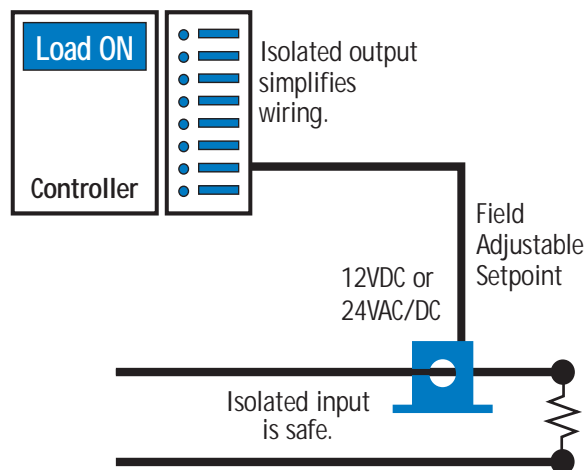 Load ON
Controller
Isolated output
simplifies
wiring.
Field
Adjustable
Setpoint
12VDC or
24VAC/DC
Isolated input
is safe.